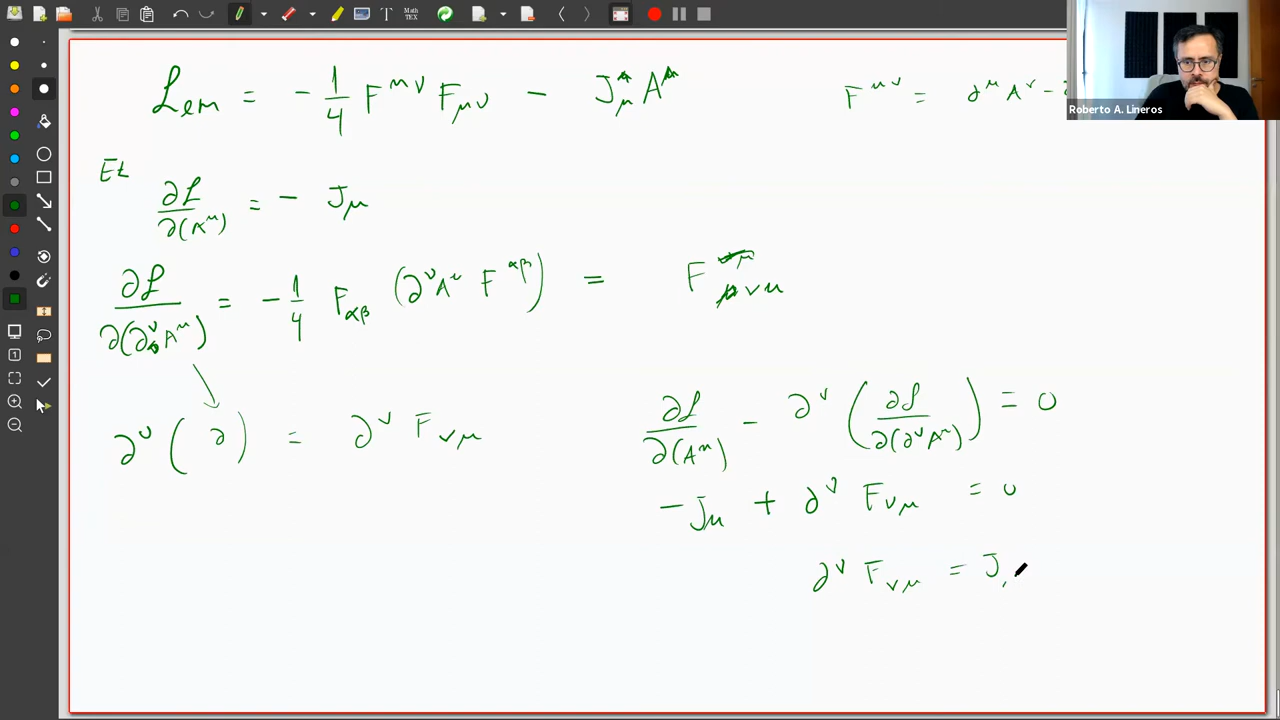 ℒem = - 1/4 F^{μν} F_{μν} - J_μ A^μ
F^{μν} = ∂^μ A^ν -
Roberto A. Lineros
EL
∂ℒ/∂(A^μ) = - J_μ
∂ℒ/∂(∂^ν A^μ) = - 1/4 F_{αβ} (∂^ν A^μ F^{αβ}) = F_{νμ}
∂^ν (∂) = ∂^ν F_{νμ}
∂ℒ/∂(A^μ) - ∂^ν (∂ℒ/∂(∂^ν A^μ)) = 0
- J_μ + ∂^ν F_{νμ} = 0
∂^ν F_{νμ} = J